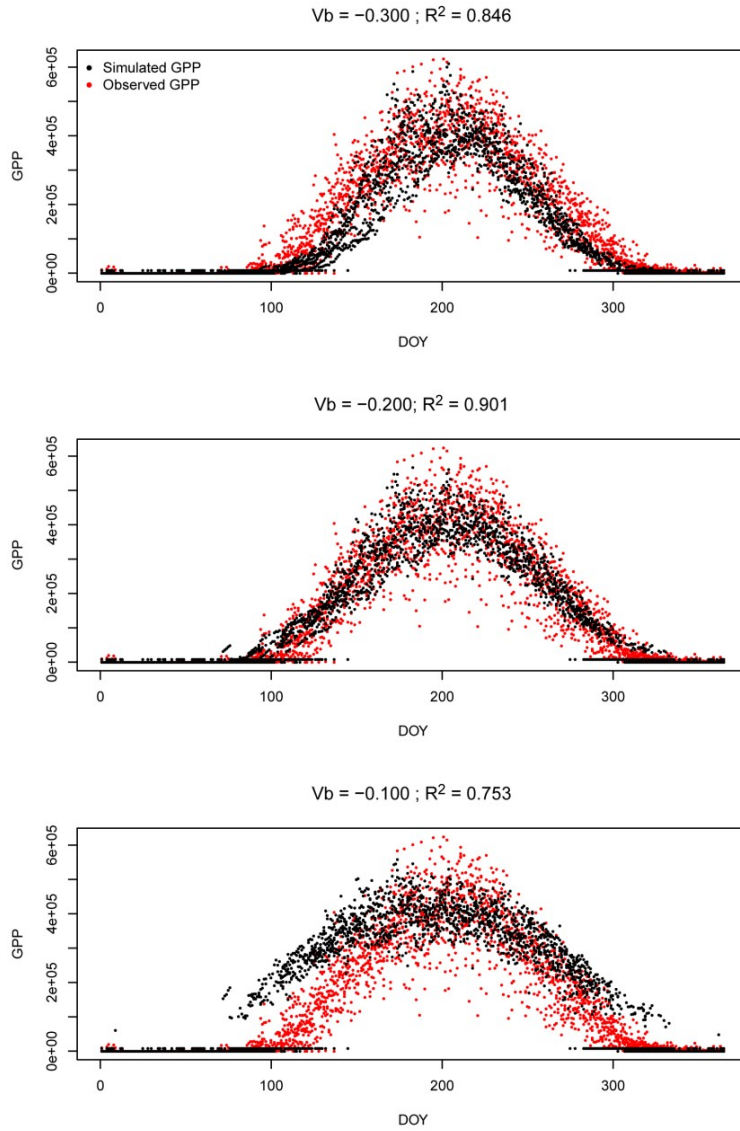 Vb = −0.300 ; R² = 0.846
Simulated GPP
Observed GPP
GPP
0e+00 2e+05 4e+05 6e+05
0 100 200 300
DOY
Vb = −0.200; R² = 0.901
GPP
0e+00 2e+05 4e+05 6e+05
0 100 200 300
DOY
Vb = −0.100 ; R² = 0.753
GPP
0e+00 2e+05 4e+05 6e+05
0 100 200 300
DOY